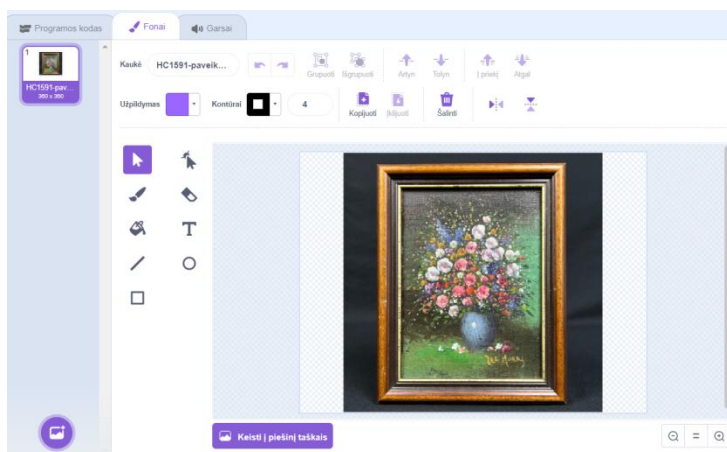 Programos kodas
Fonai
Garsai
1
HC1591-pav...
360 x 360
Kaukė
HC1591-paveik...
Grupuoti
Išgrupuoti
Artyn
Tolyn
Į priekį
Atgal
Užpildymas
Kontūrai
4
Kopijuoti
Įklijuoti
Šalinti
T
Keisti į piešinį taškais